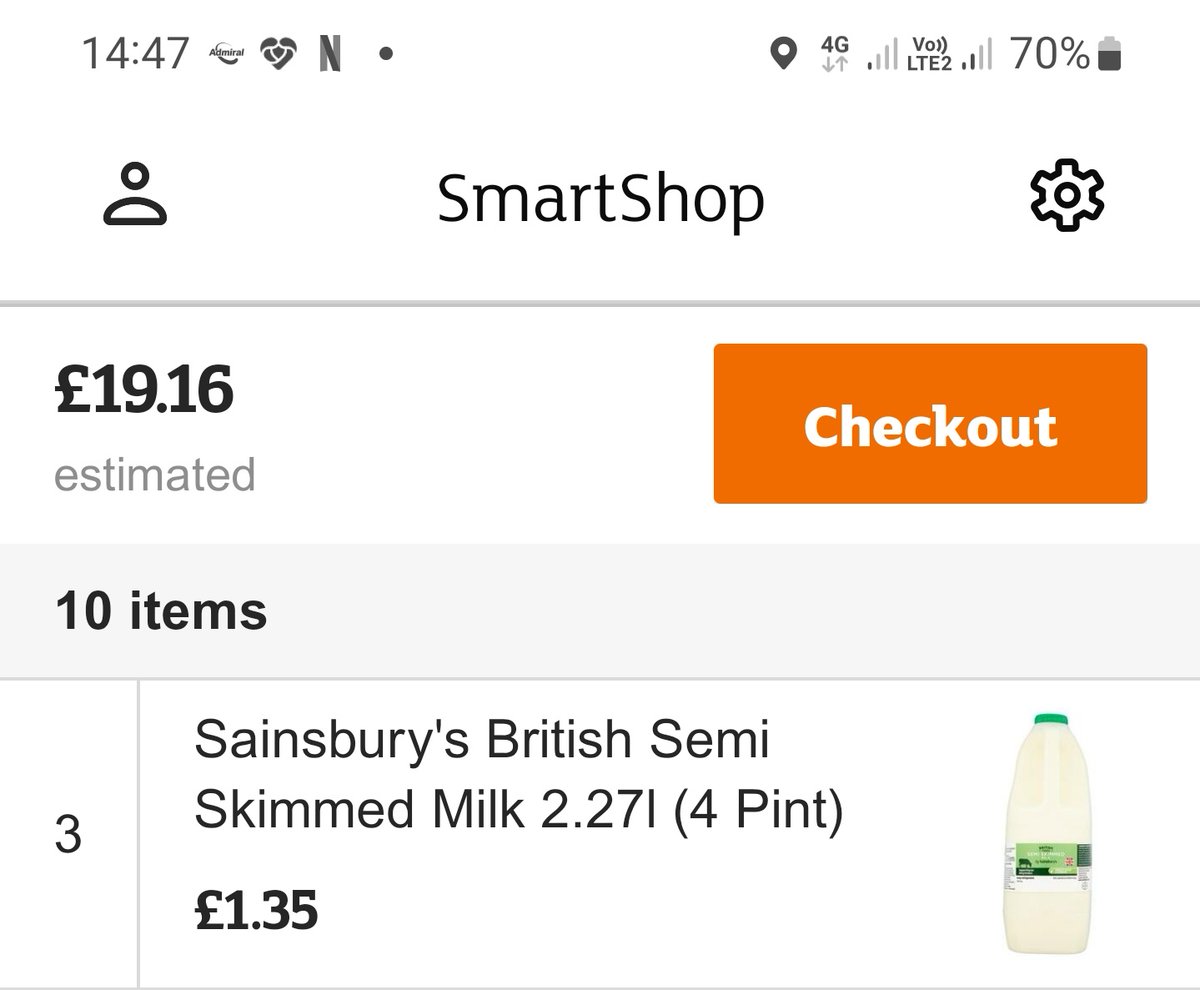 14:47 Admiral N 4G Vo)) LTE2 70%
SmartShop
£19.16
Checkout
estimated
10 items
3
Sainsbury's British Semi
Skimmed Milk 2.27l (4 Pint)
£1.35